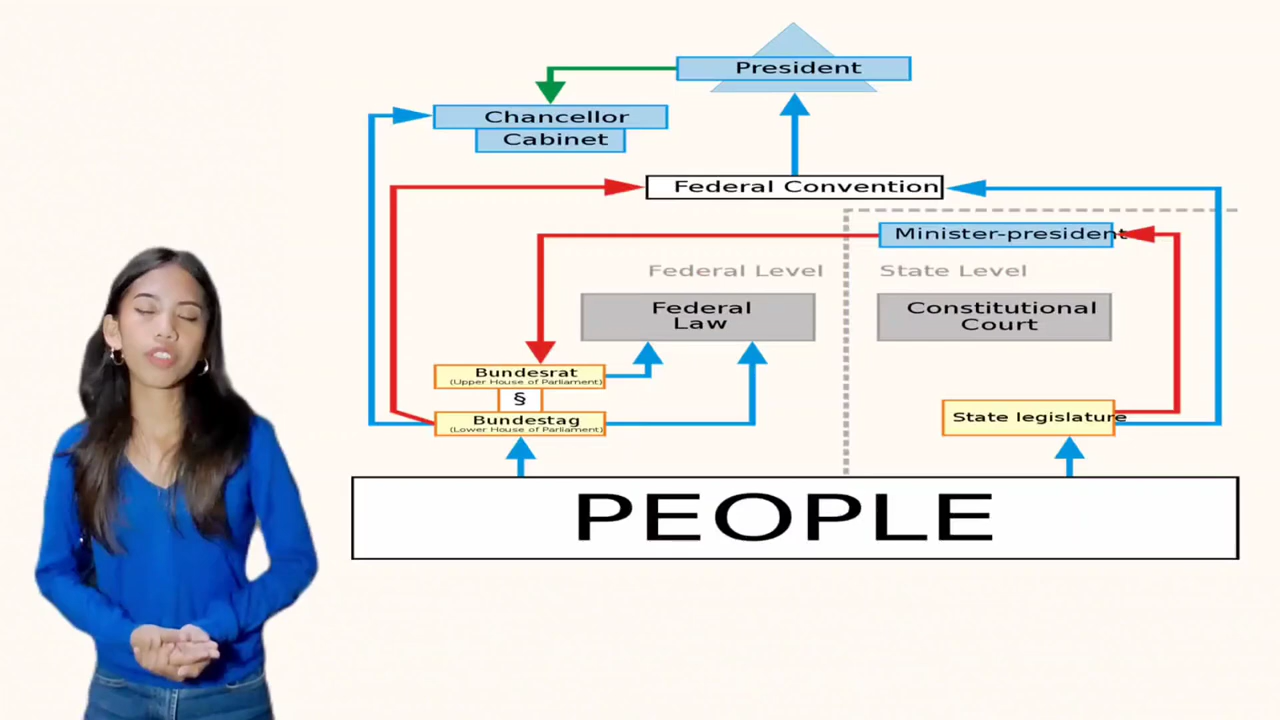 President
Chancellor
Cabinet
Federal Convention
Minister-president
Federal Level
State Level
Federal
Law
Constitutional
Court
Bundesrat
(Upper House of Parliament)
§
Bundestag
(Lower House of Parliament)
State legislature
PEOPLE